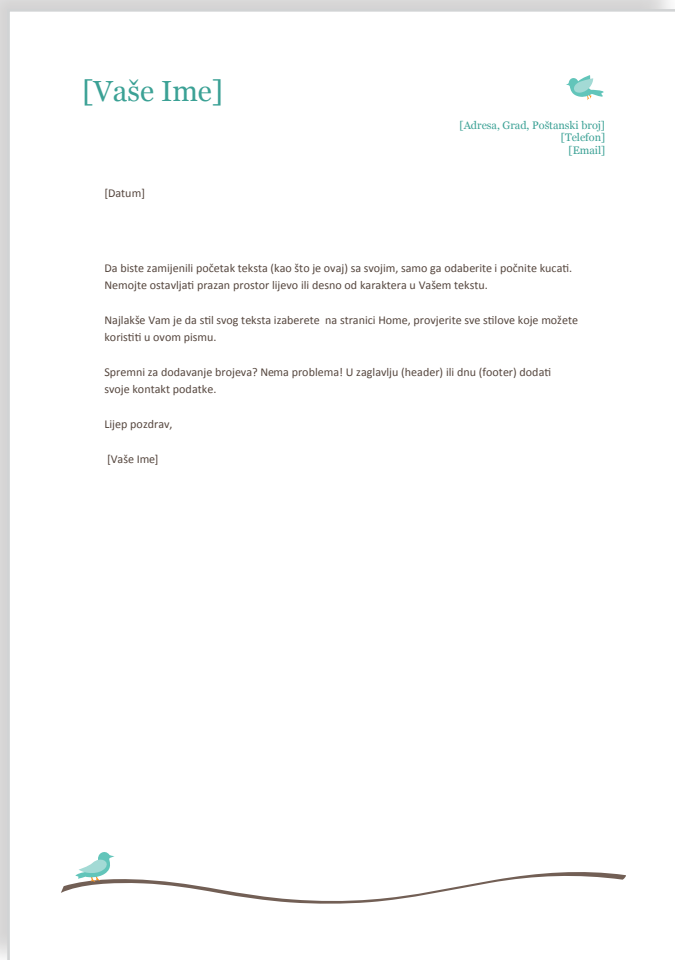 [Vaše Ime]
[Adresa, Grad, Poštanski broj]
[Telefon]
[Email]
[Datum]
Da biste zamijenili početak teksta (kao što je ovaj) sa svojim, samo ga odaberite i počnite kucati.
Nemojte ostavljati prazan prostor lijevo ili desno od karaktera u Vašem tekstu.
Najlakše Vam je da stil svog teksta izaberete  na stranici Home, provjerite sve stilove koje možete
koristiti u ovom pismu.
Spremni za dodavanje brojeva? Nema problema! U zaglavlju (header) ili dnu (footer) dodati
svoje kontakt podatke.
Lijep pozdrav,
[Vaše Ime]